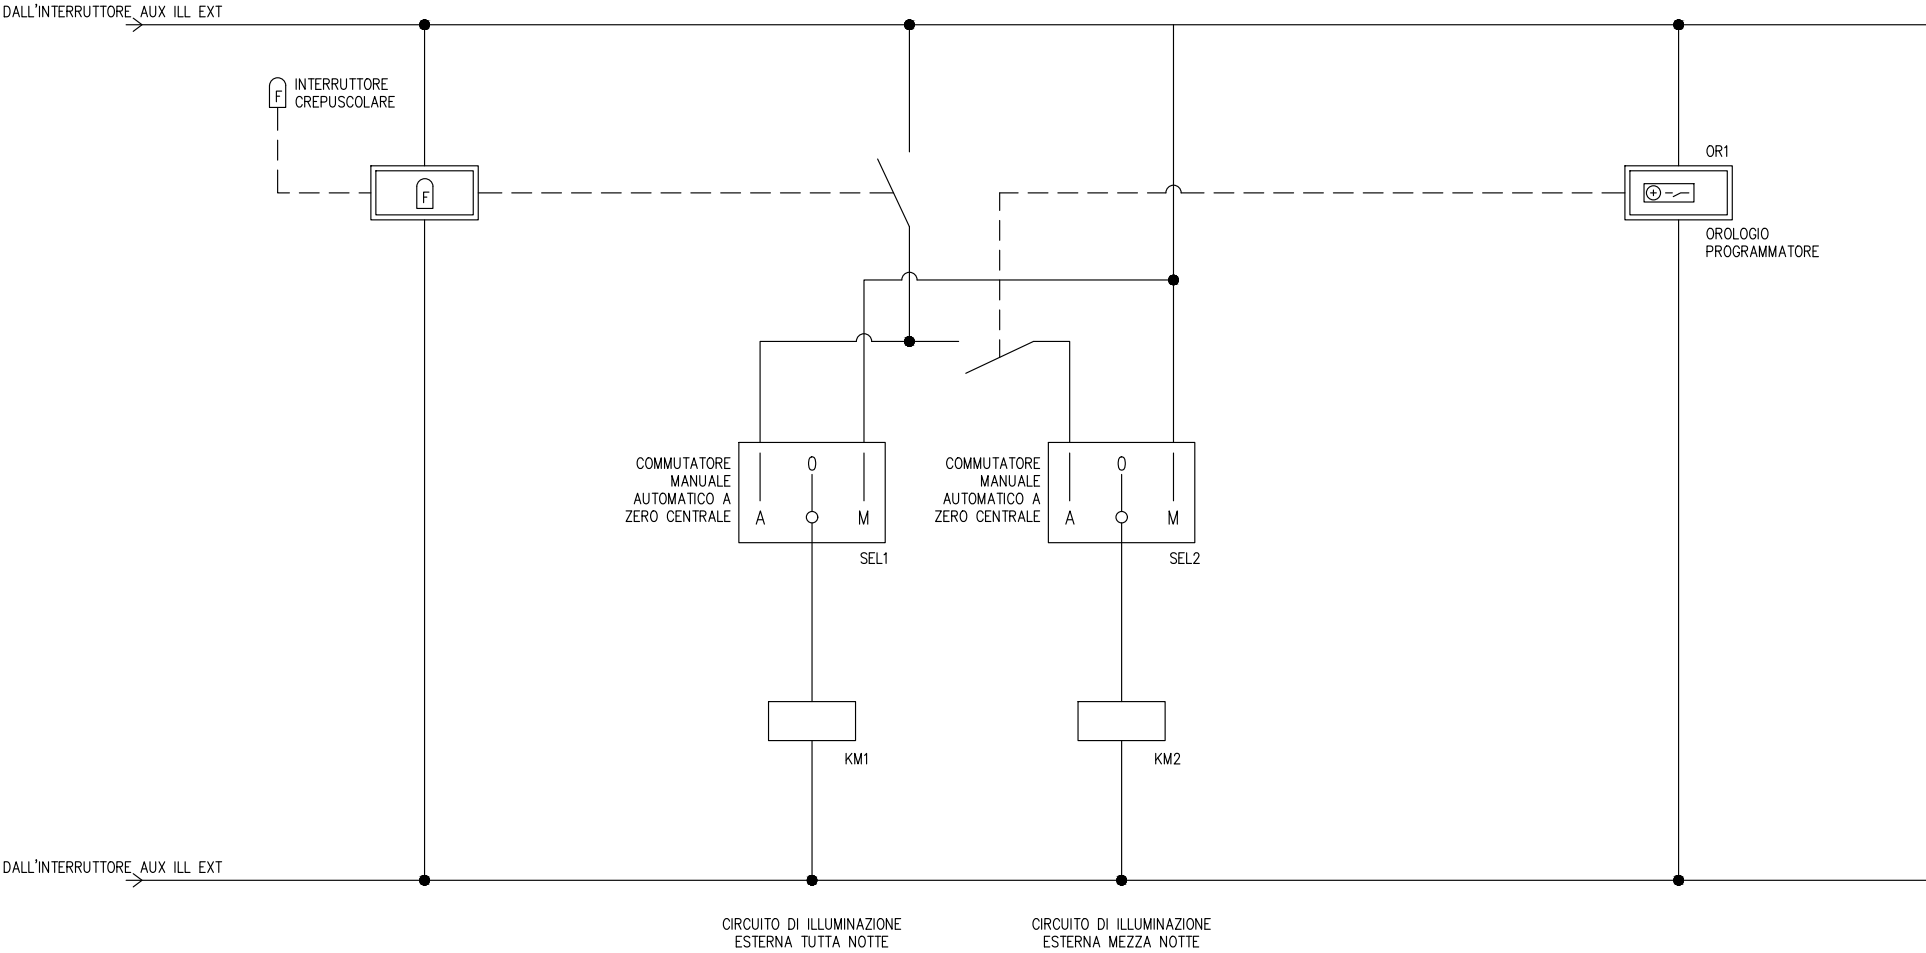 DALL'INTERRUTTORE AUX ILL EXT
INTERRUTTORE
CREPUSCOLARE
F
F
OR1
OROLOGIO
PROGRAMMATORE
COMMUTATORE
MANUALE
AUTOMATICO A
ZERO CENTRALE
0
A
M
SEL1
COMMUTATORE
MANUALE
AUTOMATICO A
ZERO CENTRALE
0
A
M
SEL2
KM1
KM2
DALL'INTERRUTTORE AUX ILL EXT
CIRCUITO DI ILLUMINAZIONE
ESTERNA TUTTA NOTTE
CIRCUITO DI ILLUMINAZIONE
ESTERNA MEZZA NOTTE